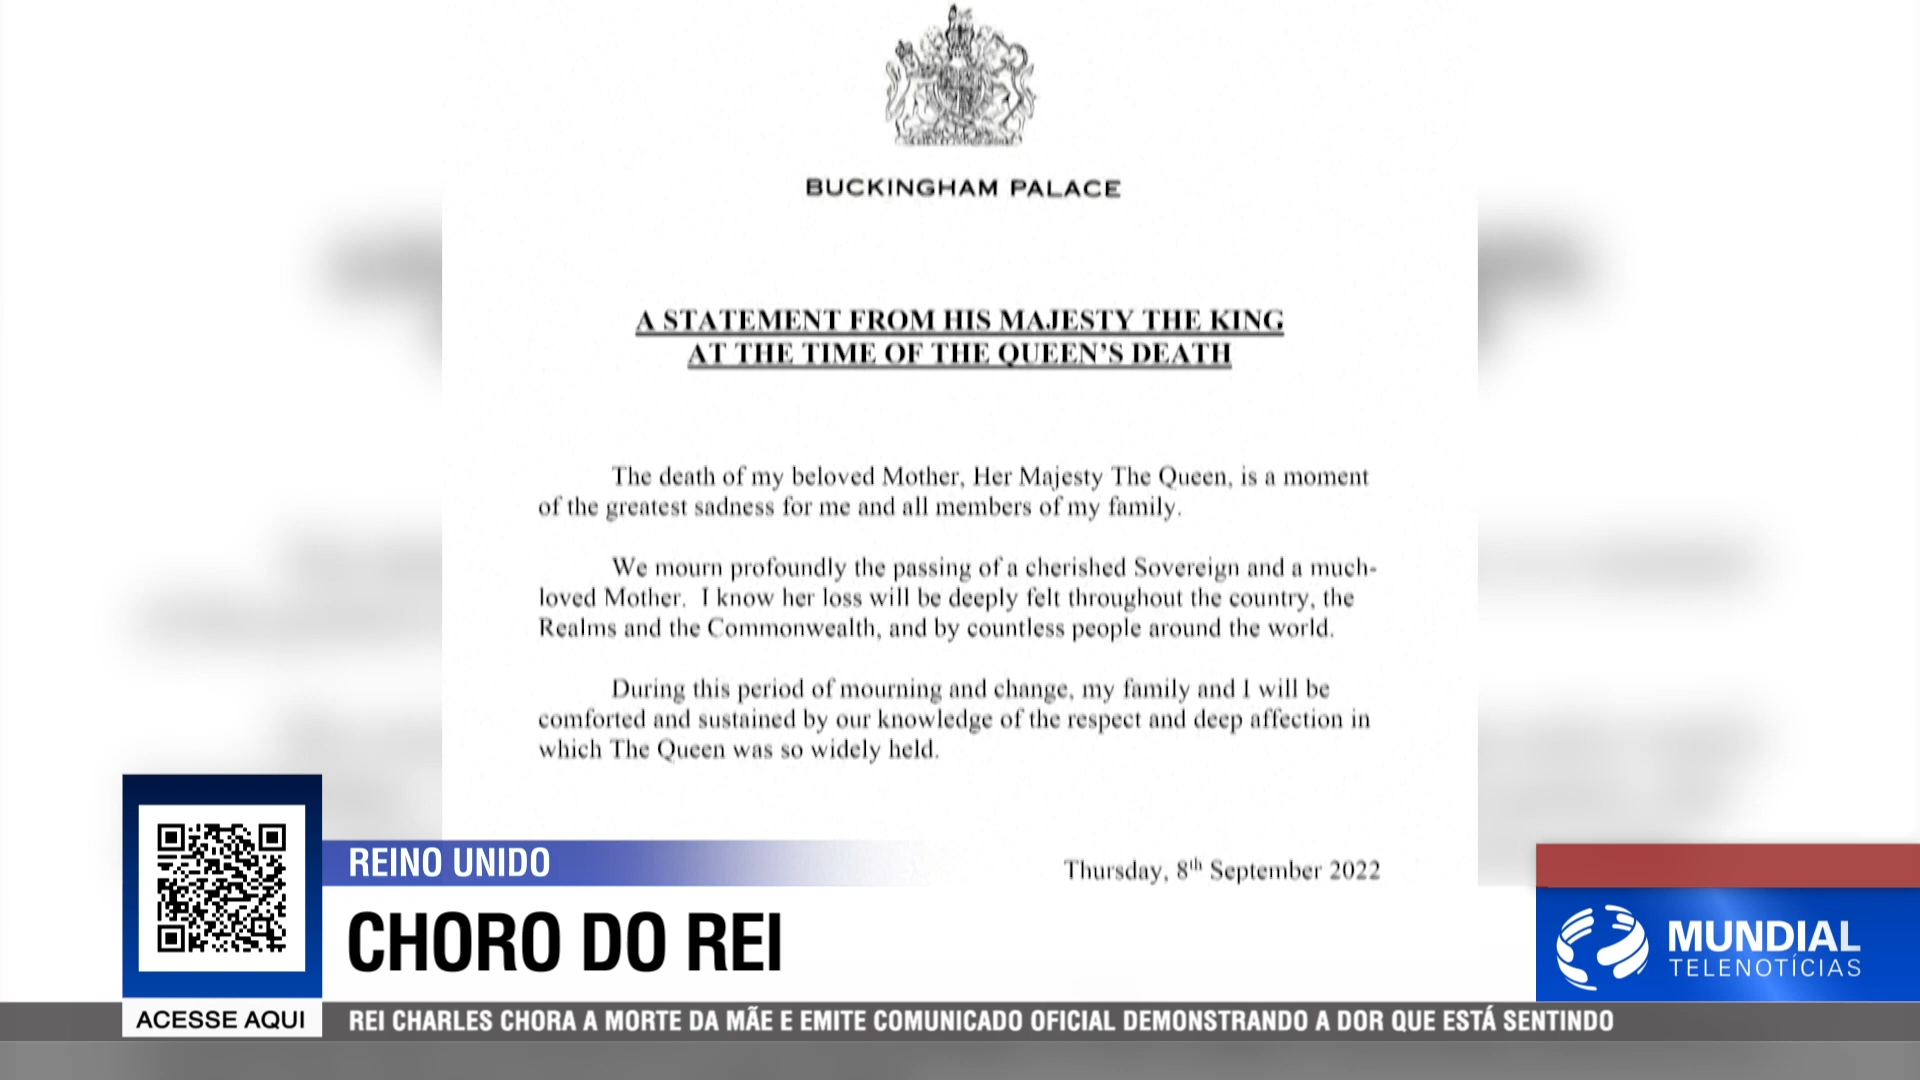 BUCKINGHAM PALACE
A STATEMENT FROM HIS MAJESTY THE KING
AT THE TIME OF THE QUEEN'S DEATH
The death of my beloved Mother, Her Majesty The Queen, is a moment
of the greatest sadness for me and all members of my family.
We mourn profoundly the passing of a cherished Sovereign and a much-
loved Mother. I know her loss will be deeply felt throughout the country, the
Realms and the Commonwealth, and by countless people around the world.
During this period of mourning and change, my family and I will be
comforted and sustained by our knowledge of the respect and deep affection in
which The Queen was so widely held.
Thursday, 8th September 2022
REINO UNIDO
CHORO DO REI
MUNDIAL
TELENOTÍCIAS
ACESSE AQUI
REI CHARLES CHORA A MORTE DA MÃE E EMITE COMUNICADO OFICIAL DEMONSTRANDO A DOR QUE ESTÁ SENTINDO